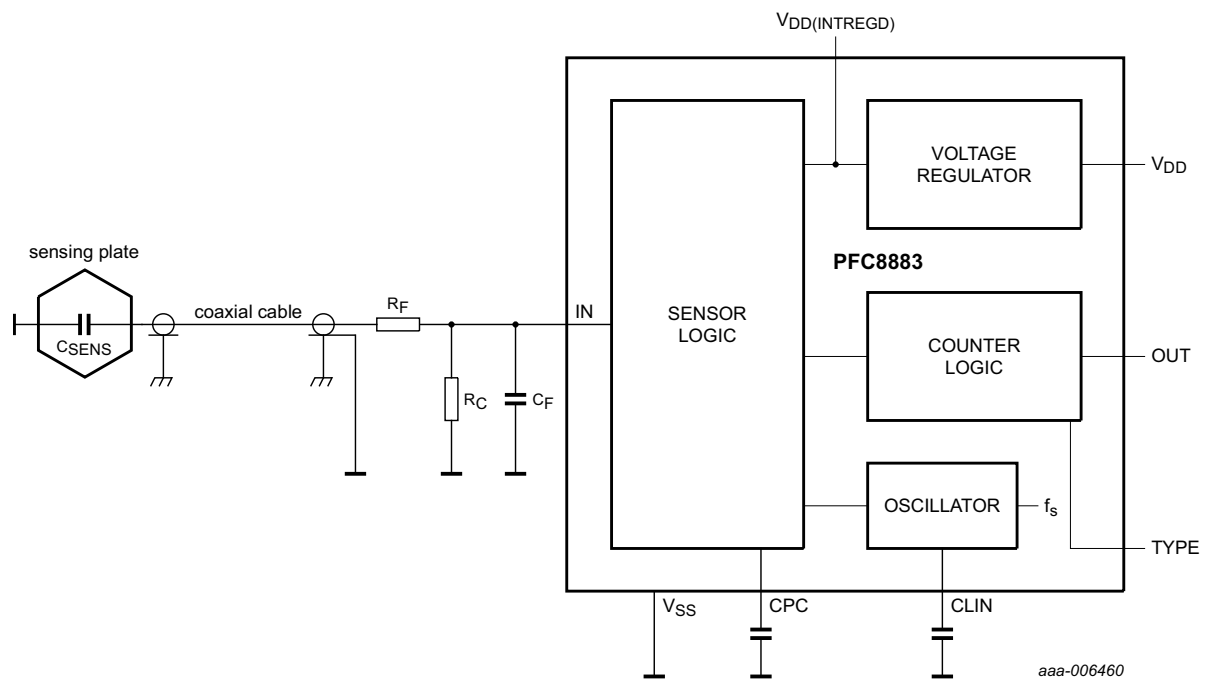 VDD(INTREGD)
VOLTAGE
REGULATOR
VDD
sensing plate
PFC8883
CSENS
coaxial cable
RF
IN
SENSOR
LOGIC
COUNTER
LOGIC
OUT
RC
CF
OSCILLATOR
fs
TYPE
VSS
CPC
CLIN
aaa-006460